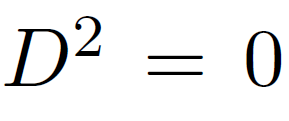 D² = 0